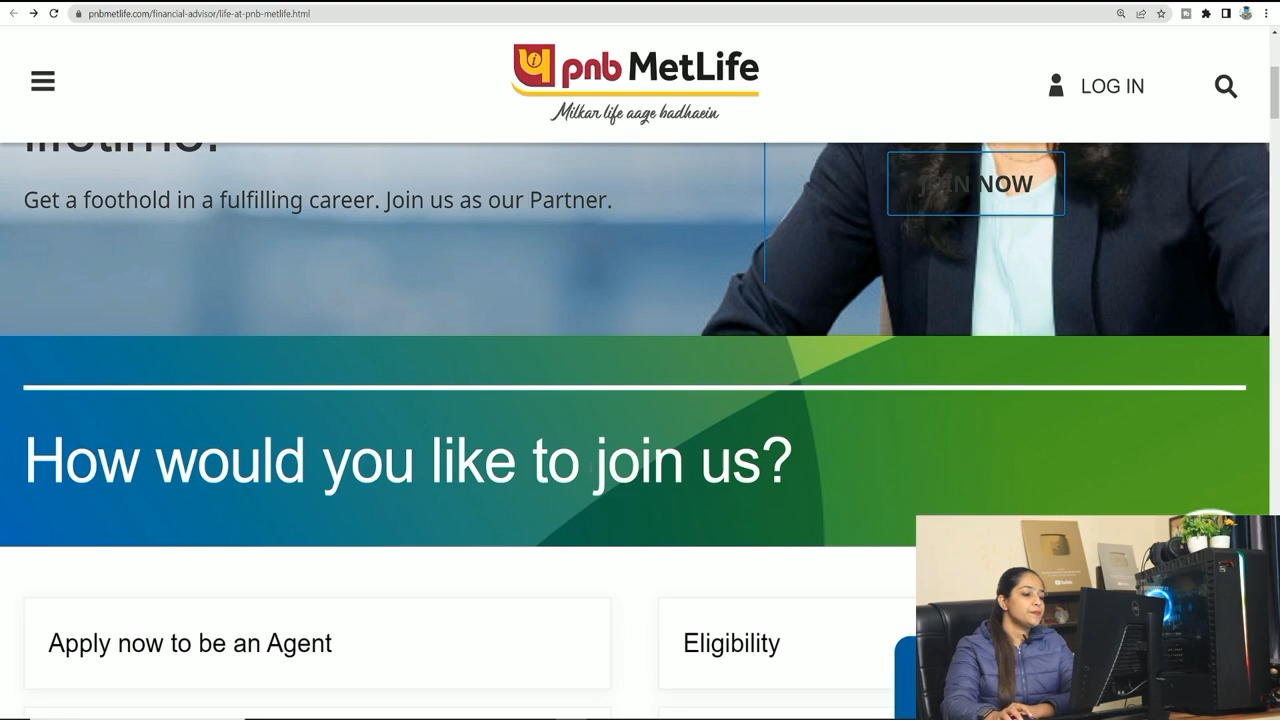 pnbmetlife.com/financial-advisor/life-at-pnb-metlife.html
pnb MetLife
Milkar life aage badhaein
LOG IN
lifetime.
Get a foothold in a fulfilling career. Join us as our Partner.
JOIN NOW
How would you like to join us?
Apply now to be an Agent
Eligibility